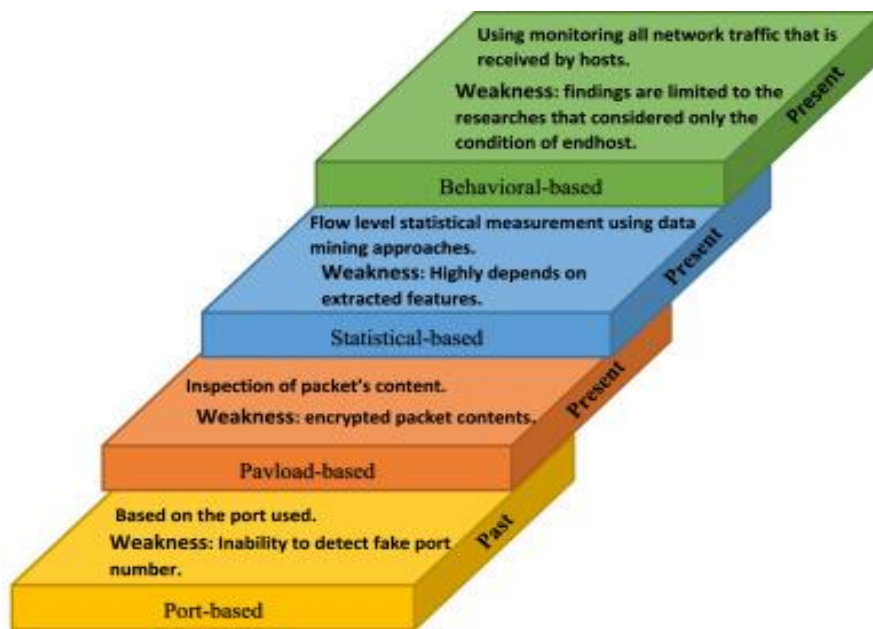 Using monitoring all network traffic that is
received by hosts.
Weakness: findings are limited to the
researches that considered only the
condition of endhost.
Present
Behavioral-based
Flow level statistical measurement using data
mining approaches.
Weakness: Highly depends on
extracted features.
Present
Statistical-based
Inspection of packet's content.
Weakness: encrypted packet contents.
Present
Pavload-based
Based on the port used.
Weakness: Inability to detect fake port
number.
Past
Port-based